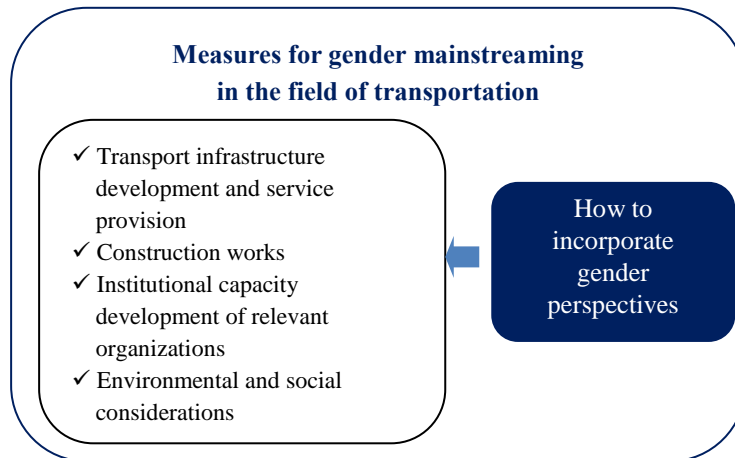 Measures for gender mainstreaming
in the field of transportation
✓ Transport infrastructure
development and service
provision
✓ Construction works
✓ Institutional capacity
development of relevant
organizations
✓ Environmental and social
considerations
How to
incorporate
gender
perspectives